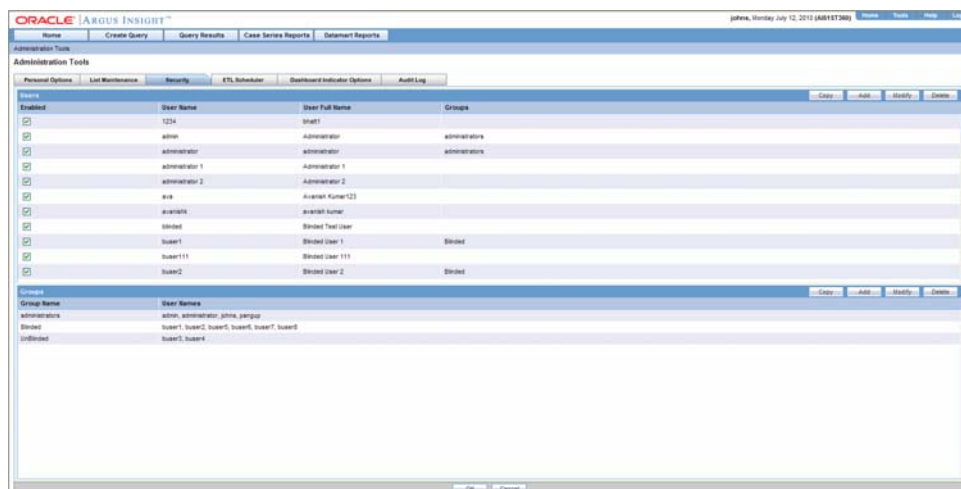 ORACLE ARGUS INSIGHT™
johns, Monday July 12, 2010 (AI61ST360) Home Tools Help
Home Create Query Query Results Case Series Reports Datamart Reports
Administration Tools
Administration Tools
Personal Options List Maintenance Security ETL Scheduler Dashboard Indicator Options Audit Log
Users Copy Add Modify Delete
Enabled User Name User Full Name Groups
1234 bhatt1
admin Administrator administrators
administrator administrator administrators
administrator 1 Administrator 1
administrator 2 Administrator 2
ava Avanish Kumar123
avanishk avanish kumar
blinded Blinded Test User
buser1 Blinded User 1 Blinded
buser111 Blinded User 111
buser2 Blinded User 2 Blinded
Groups Copy Add Modify Delete
Group Name User Names
administrators admin, administrator, johns, pangup
Blinded buser1, buser2, buser5, buser6, buser7, buser8
UnBlinded buser3, buser4
OK Cancel